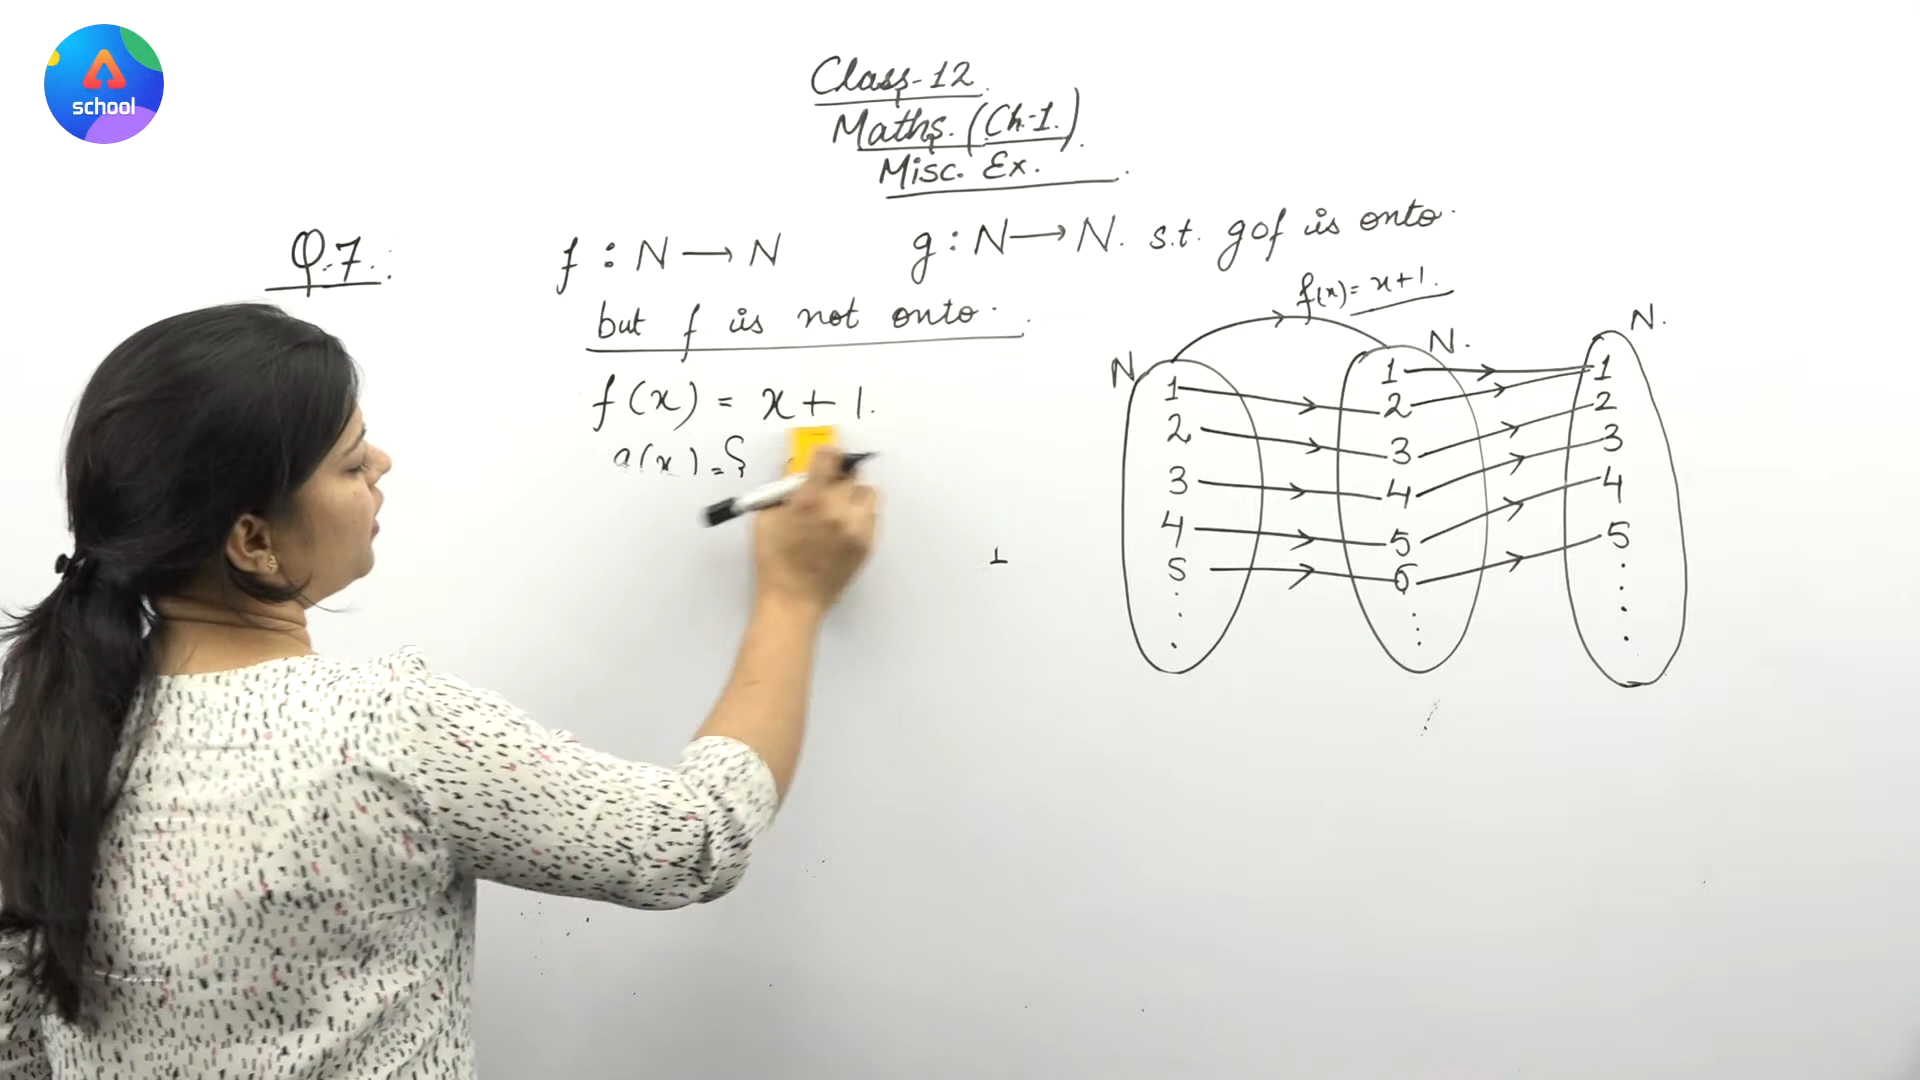 school
Class-12.
Maths. (Ch-1.)
Misc. Ex.
Q.7.
f : N → N g : N → N. s.t. gof is onto.
but f is not onto.
f(x) = x+1.
g(x) = {
f(x) = x+1.
N N. N.
1 1 1
2 2 2
3 3 3
4 4 4
5 5 5
6